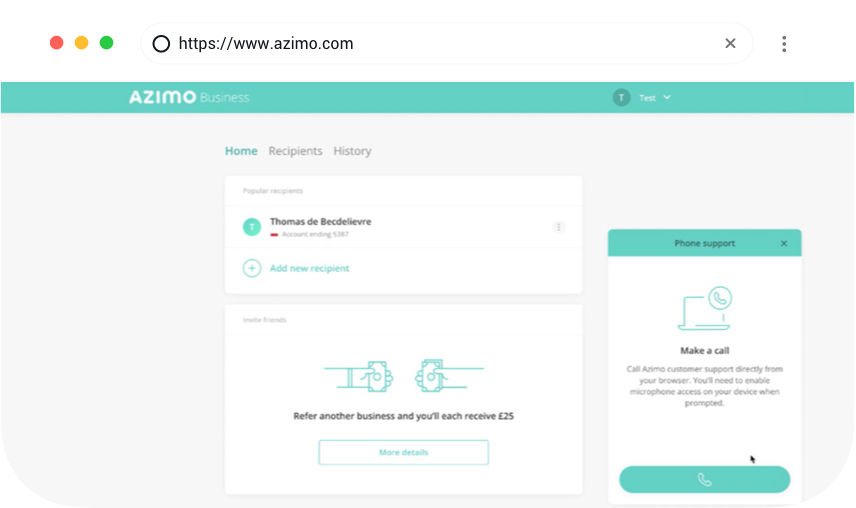 https://www.azimo.com
AZIMO Business
T Test
Home Recipients History
Popular recipients
T
Thomas de Becdelievre
Account ending 5387
Add new recipient
Invite friends
Refer another business and you'll each receive £25
More details
Phone support
Make a call
Call Azimo customer support directly from
your browser. You'll need to enable
microphone access on your device when
prompted.